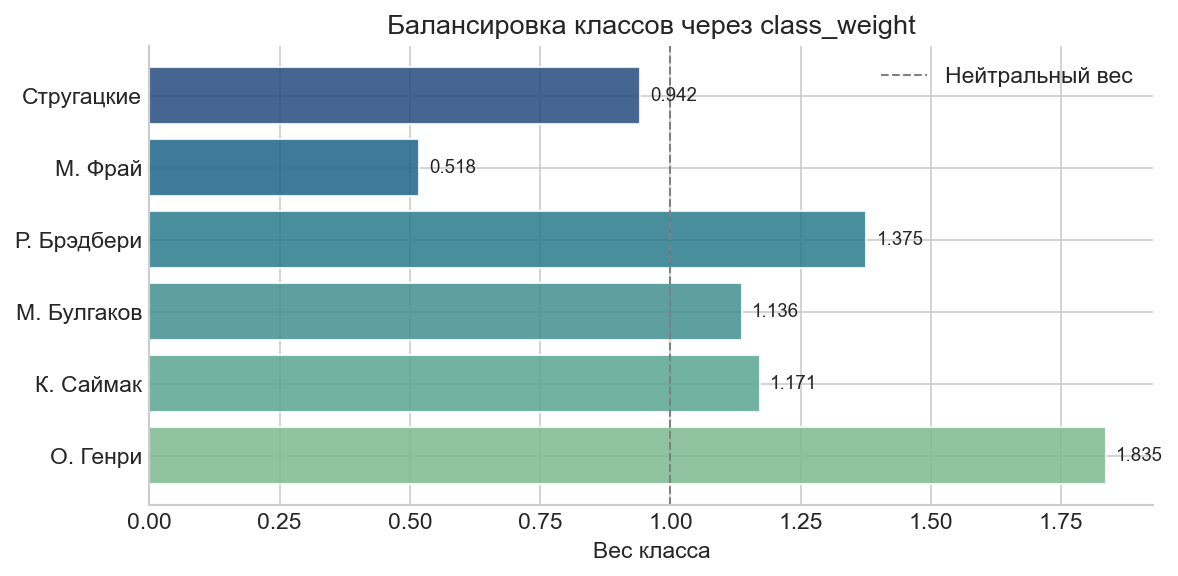 Балансировка классов через class_weight
Нейтральный вес
Стругацкие 0.942
М. Фрай 0.518
Р. Брэдбери 1.375
М. Булгаков 1.136
К. Саймак 1.171
О. Генри 1.835
0.00 0.25 0.50 0.75 1.00 1.25 1.50 1.75
Вес класса